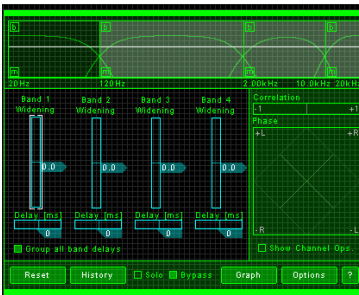 b b b b
m m m m
20Hz 120Hz 2.00kHz 10.0kHz 20kHz
Band 1 Widening
Band 2 Widening
Band 3 Widening
Band 4 Widening
0.0 0.0 0.0 0.0
Delay [ms] Delay [ms] Delay [ms] Delay [ms]
0 0 0 0
Group all band delays
Correlation
-1 +1
Phase
+L +R
-R -L
Show Channel Ops.
Reset History Solo Bypass Graph Options ?